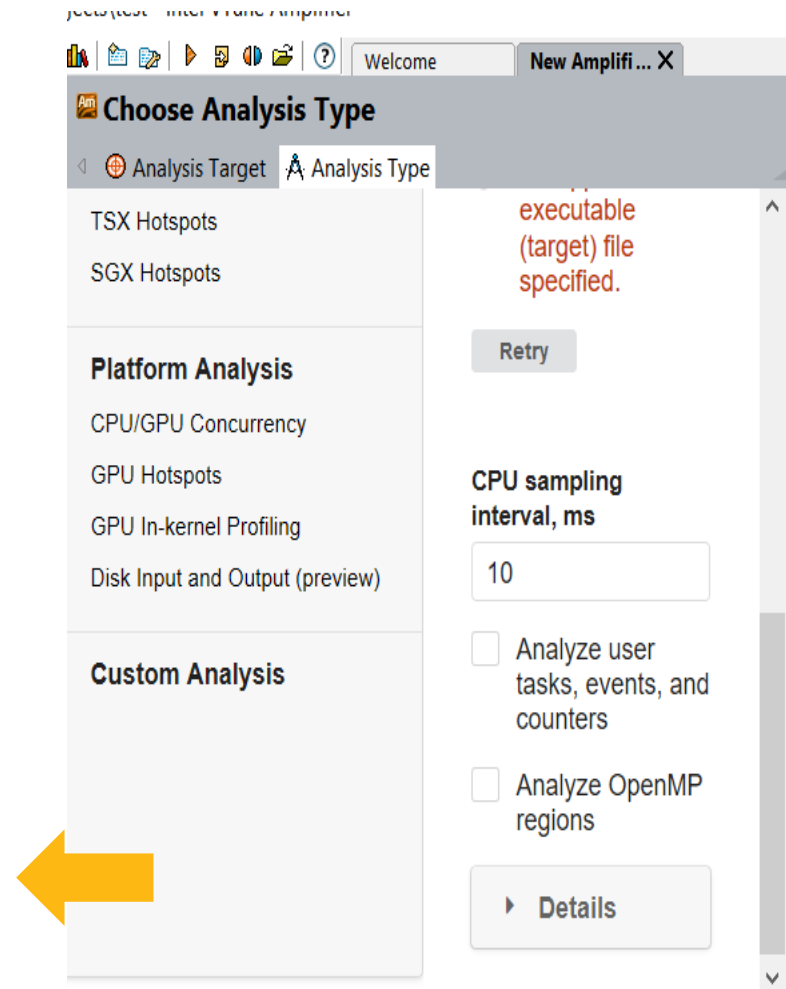 Welcome
New Amplifi ... X
Am Choose Analysis Type
Analysis Target
Analysis Type
TSX Hotspots
SGX Hotspots
Platform Analysis
CPU/GPU Concurrency
GPU Hotspots
GPU In-kernel Profiling
Disk Input and Output (preview)
Custom Analysis
executable
(target) file
specified.
Retry
CPU sampling
interval, ms
10
Analyze user
tasks, events, and
counters
Analyze OpenMP
regions
Details